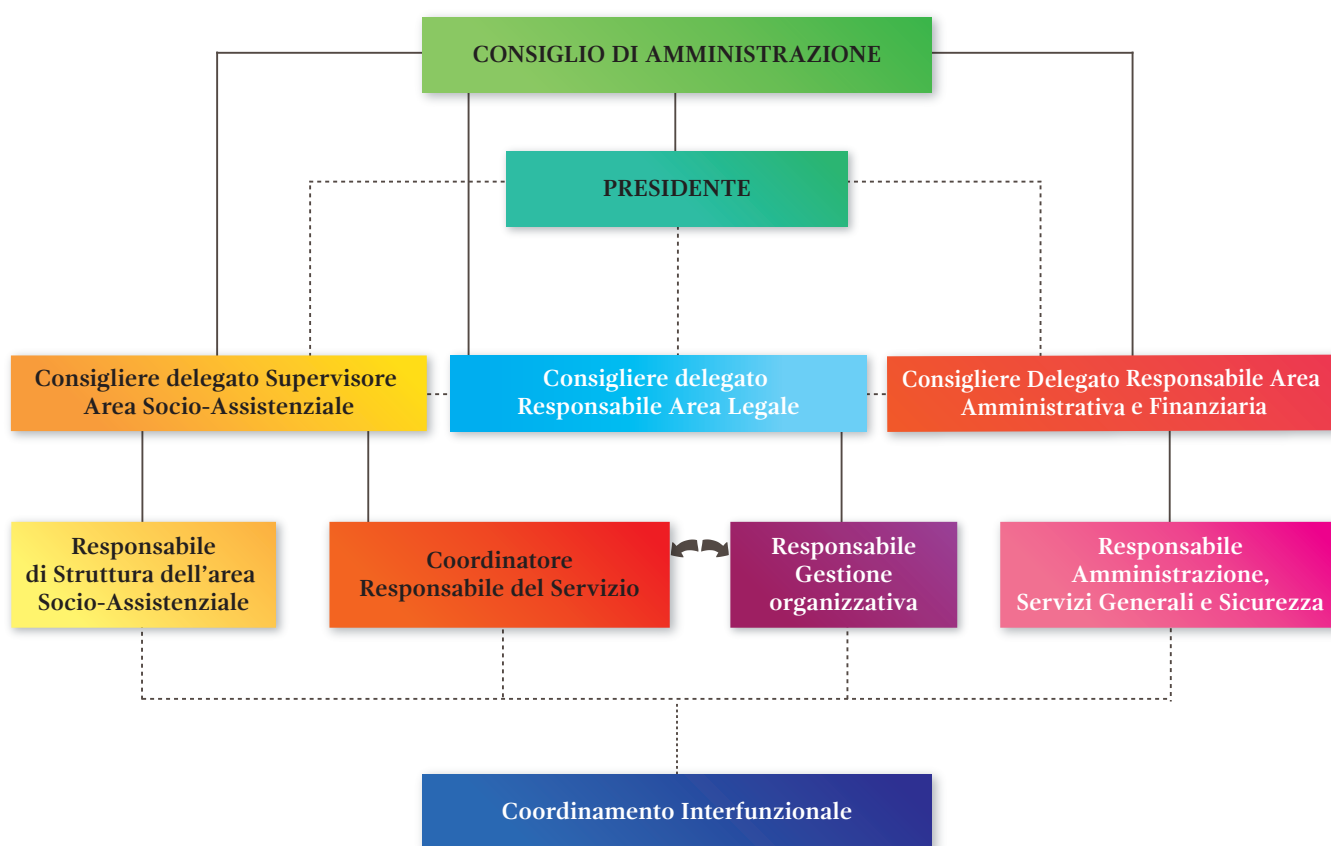 CONSIGLIO DI AMMINISTRAZIONE
PRESIDENTE
Consigliere delegato Supervisore
Area Socio-Assistenziale
Consigliere delegato
Responsabile Area Legale
Consigliere Delegato Responsabile Area
Amministrativa e Finanziaria
Responsabile
di Struttura dell’area
Socio-Assistenziale
Coordinatore
Responsabile del Servizio
Responsabile
Gestione
organizzativa
Responsabile
Amministrazione,
Servizi Generali e Sicurezza
Coordinamento Interfunzionale